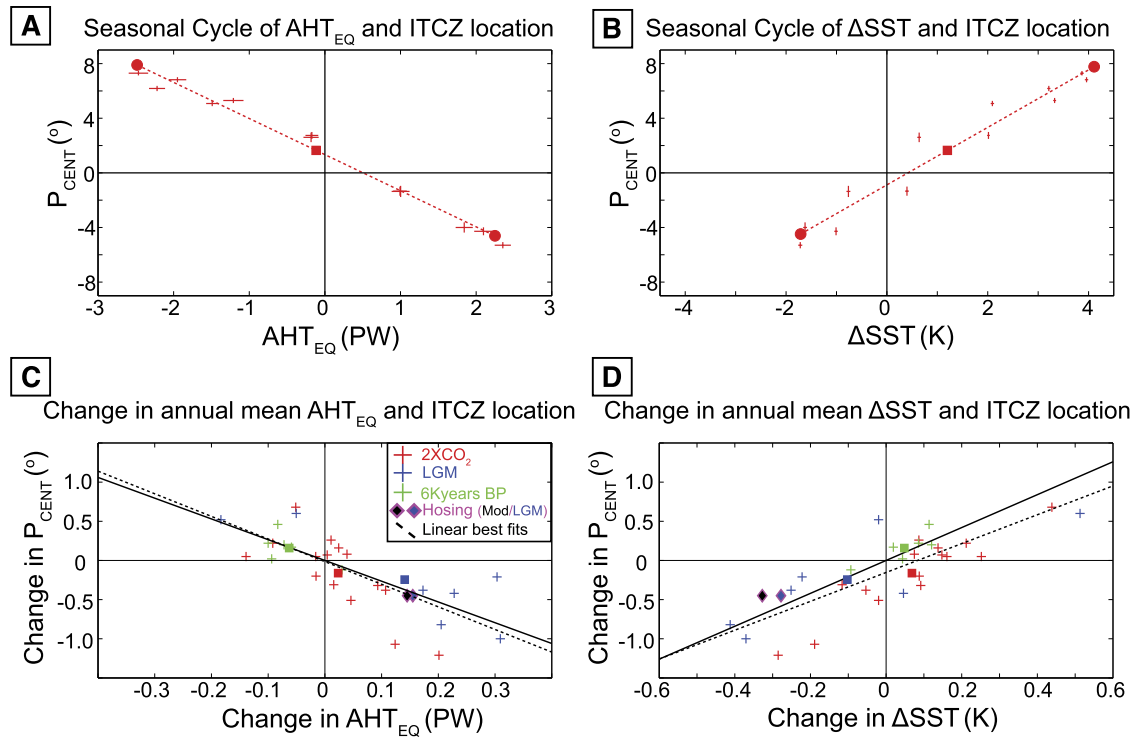 A
Seasonal Cycle of AHT_EQ and ITCZ location
8
4
0
-4
-8
P_CENT (°)
-3
-2
-1
0
1
2
3
AHT_EQ (PW)
B
Seasonal Cycle of ΔSST and ITCZ location
8
4
0
-4
-8
P_CENT (°)
-4
-2
0
2
4
ΔSST (K)
C
Change in annual mean AHT_EQ and ITCZ location
1.0
0.5
0
-0.5
-1.0
Change in P_CENT (°)
2XCO₂
LGM
6Kyears BP
Hosing (Mod/LGM)
Linear best fits
-0.3
-0.2
-0.1
0
0.1
0.2
0.3
Change in AHT_EQ (PW)
D
Change in annual mean ΔSST and ITCZ location
1.0
0.5
0
-0.5
-1.0
Change in P_CENT (°)
-0.6
-0.4
-0.2
0
0.2
0.4
0.6
Change in ΔSST (K)